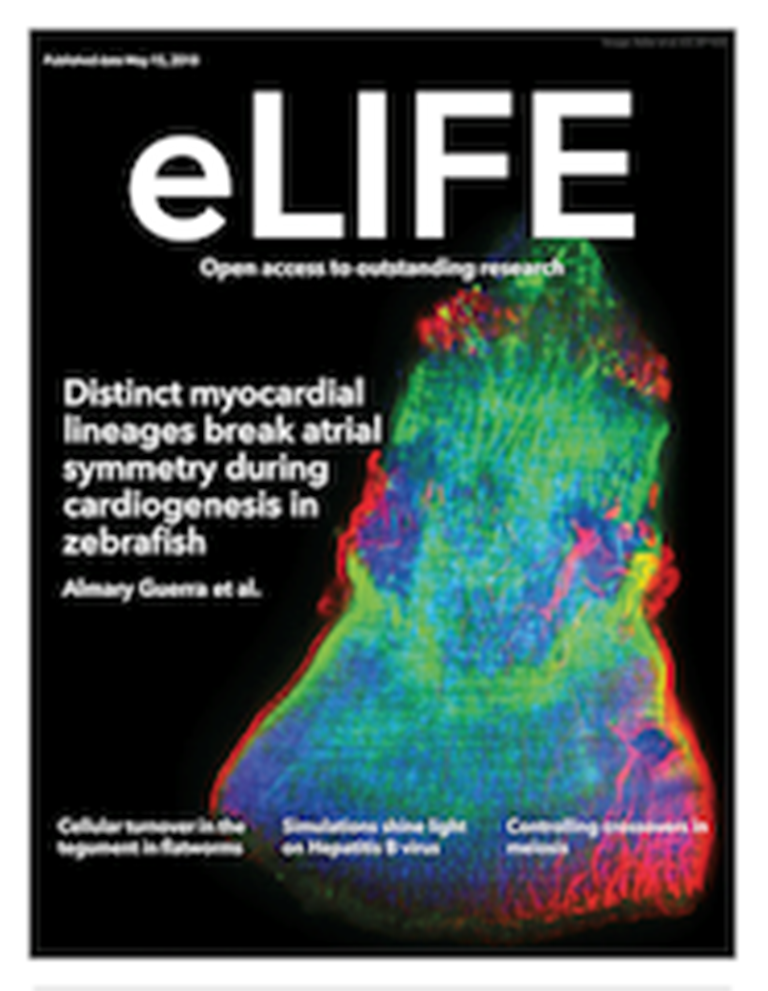 Published date May 15, 2018
eLIFE
Open access to outstanding research
Distinct myocardial
lineages break atrial
symmetry during
cardiogenesis in
zebrafish
Almary Guerra et al.
Cellular turnover in the
tegument in flatworms
Simulations shine light
on Hepatitis B virus
Controlling crossovers in
meiosis